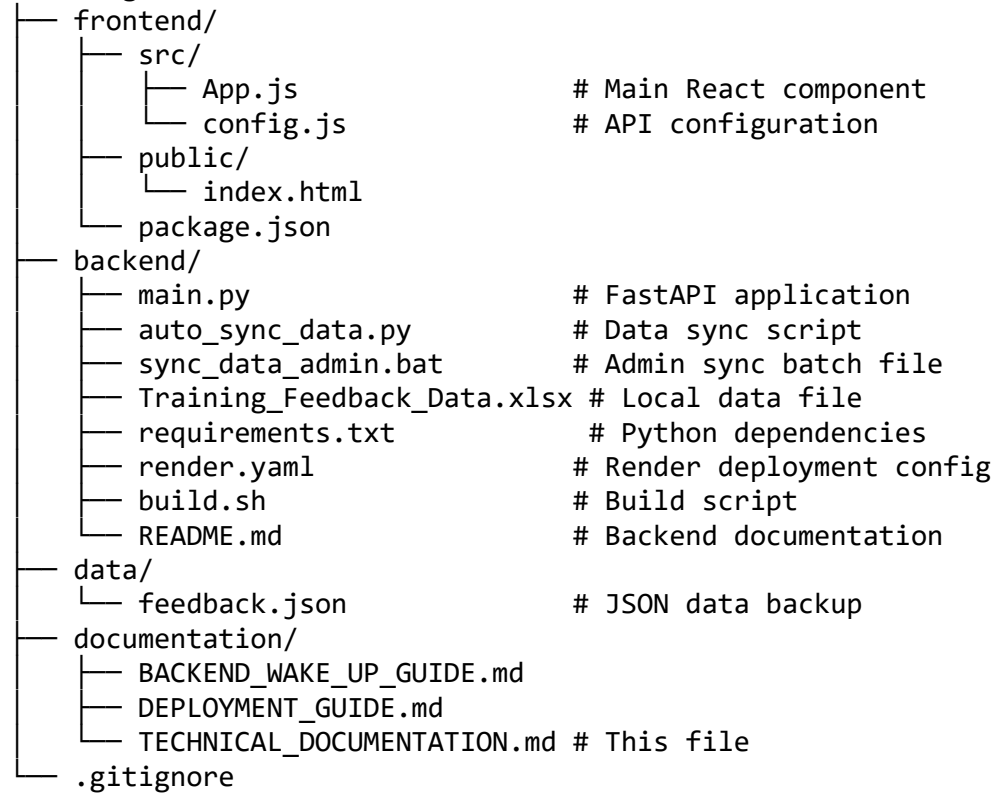 ├── frontend/
│   ├── src/
│   │   ├── App.js                 # Main React component
│   │   └── config.js              # API configuration
│   ├── public/
│   │   └── index.html
│   └── package.json
├── backend/
│   ├── main.py                    # FastAPI application
│   ├── auto_sync_data.py          # Data sync script
│   ├── sync_data_admin.bat        # Admin sync batch file
│   ├── Training_Feedback_Data.xlsx # Local data file
│   ├── requirements.txt            # Python dependencies
│   ├── render.yaml                # Render deployment config
│   ├── build.sh                   # Build script
│   └── README.md                  # Backend documentation
├── data/
│   └── feedback.json              # JSON data backup
├── documentation/
│   ├── BACKEND_WAKE_UP_GUIDE.md
│   ├── DEPLOYMENT_GUIDE.md
│   └── TECHNICAL_DOCUMENTATION.md # This file
└── .gitignore